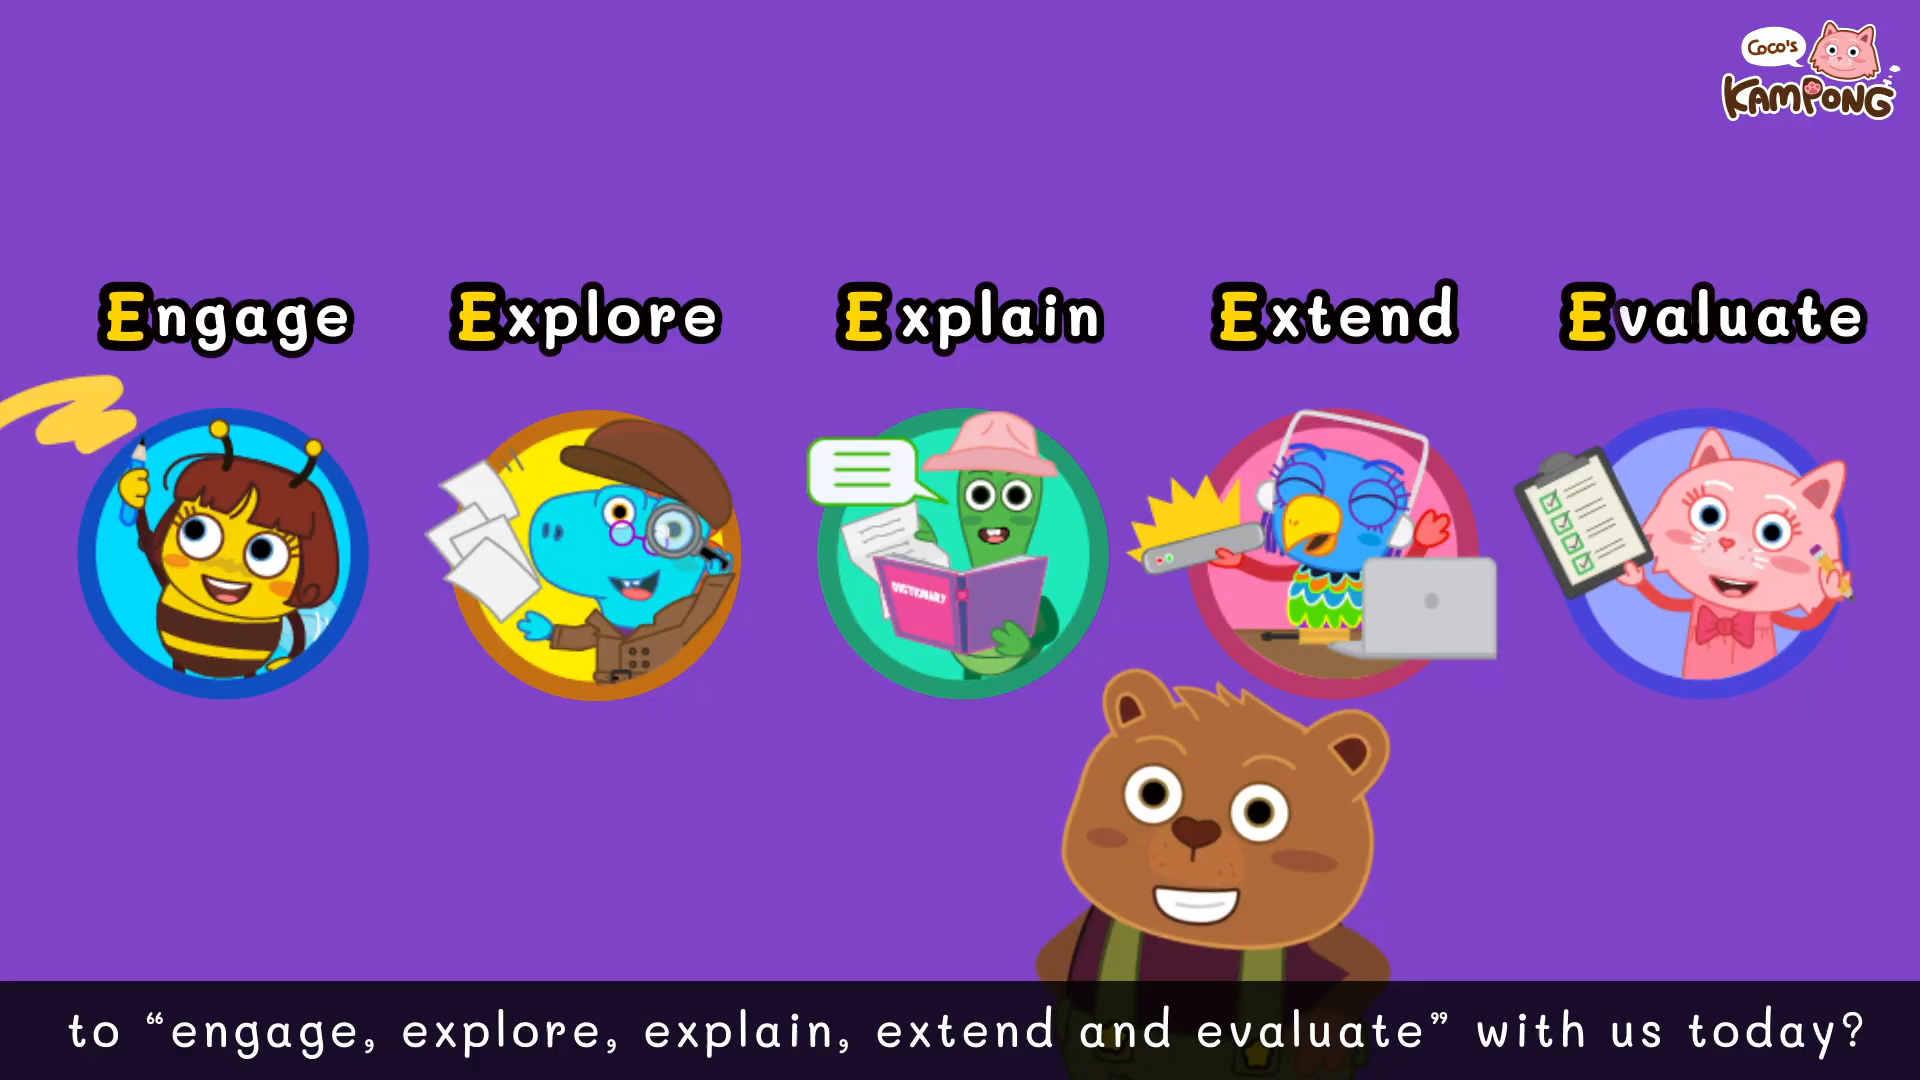 Coco's
KAMPONG
Engage Explore Explain Extend Evaluate
DICTIONARY
to “engage, explore, explain, extend and evaluate” with us today?